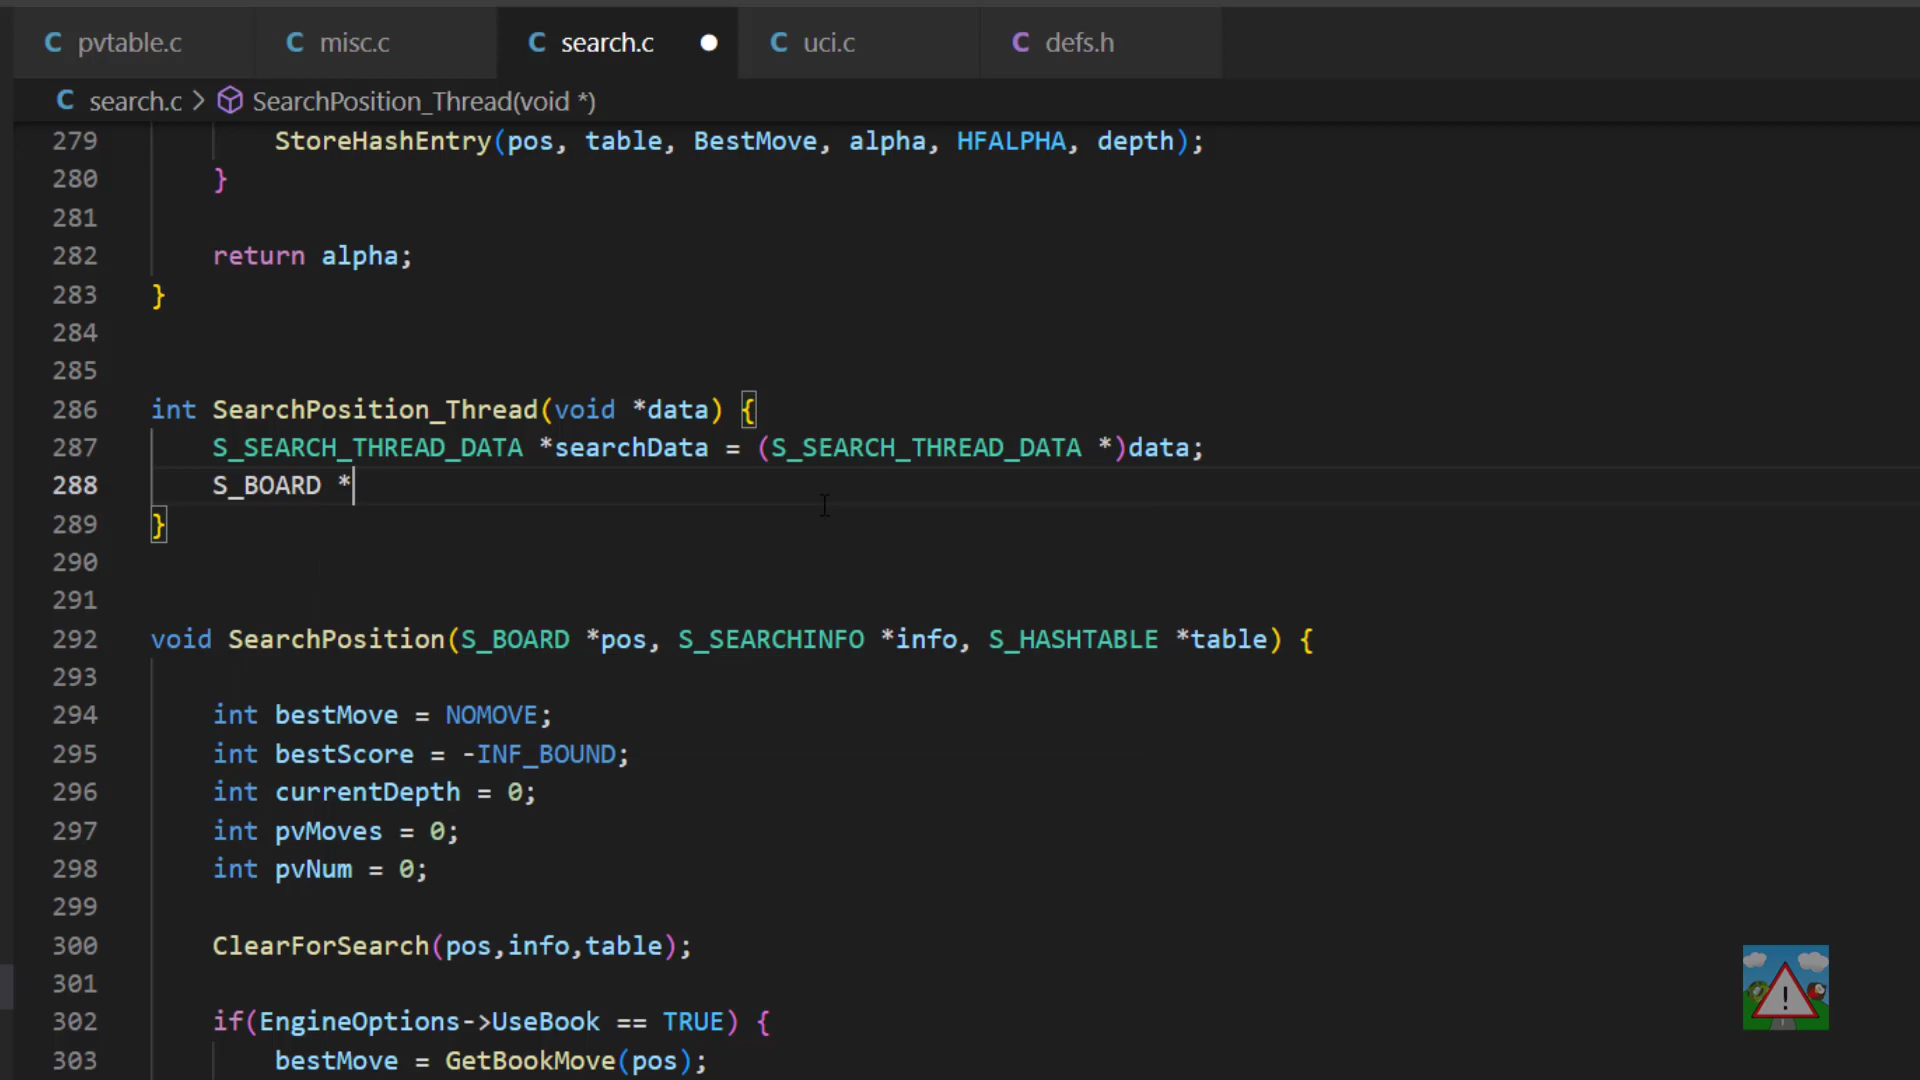 pvtable.c misc.c search.c uci.c defs.h
search.c > SearchPosition_Thread(void *)
279 StoreHashEntry(pos, table, BestMove, alpha, HFALPHA, depth);
280 }
281
282 return alpha;
283 }
284
285
286 int SearchPosition_Thread(void *data) {
287 S_SEARCH_THREAD_DATA *searchData = (S_SEARCH_THREAD_DATA *)data;
288 S_BOARD *
289 }
290
291
292 void SearchPosition(S_BOARD *pos, S_SEARCHINFO *info, S_HASHTABLE *table) {
293
294 int bestMove = NOMOVE;
295 int bestScore = -INF_BOUND;
296 int currentDepth = 0;
297 int pvMoves = 0;
298 int pvNum = 0;
299
300 ClearForSearch(pos,info,table);
301
302 if(EngineOptions->UseBook == TRUE) {
303 bestMove = GetBookMove(pos);